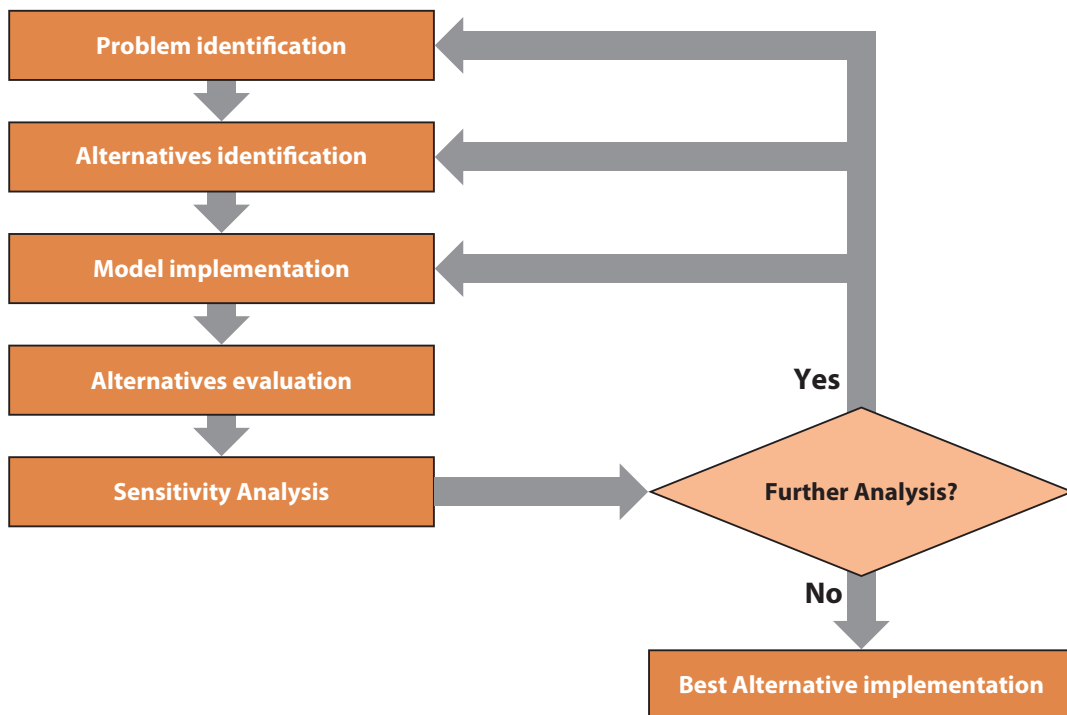 Problem identification
Alternatives identification
Model implementation
Alternatives evaluation
Sensitivity Analysis
Yes
Further Analysis?
No
Best Alternative implementation